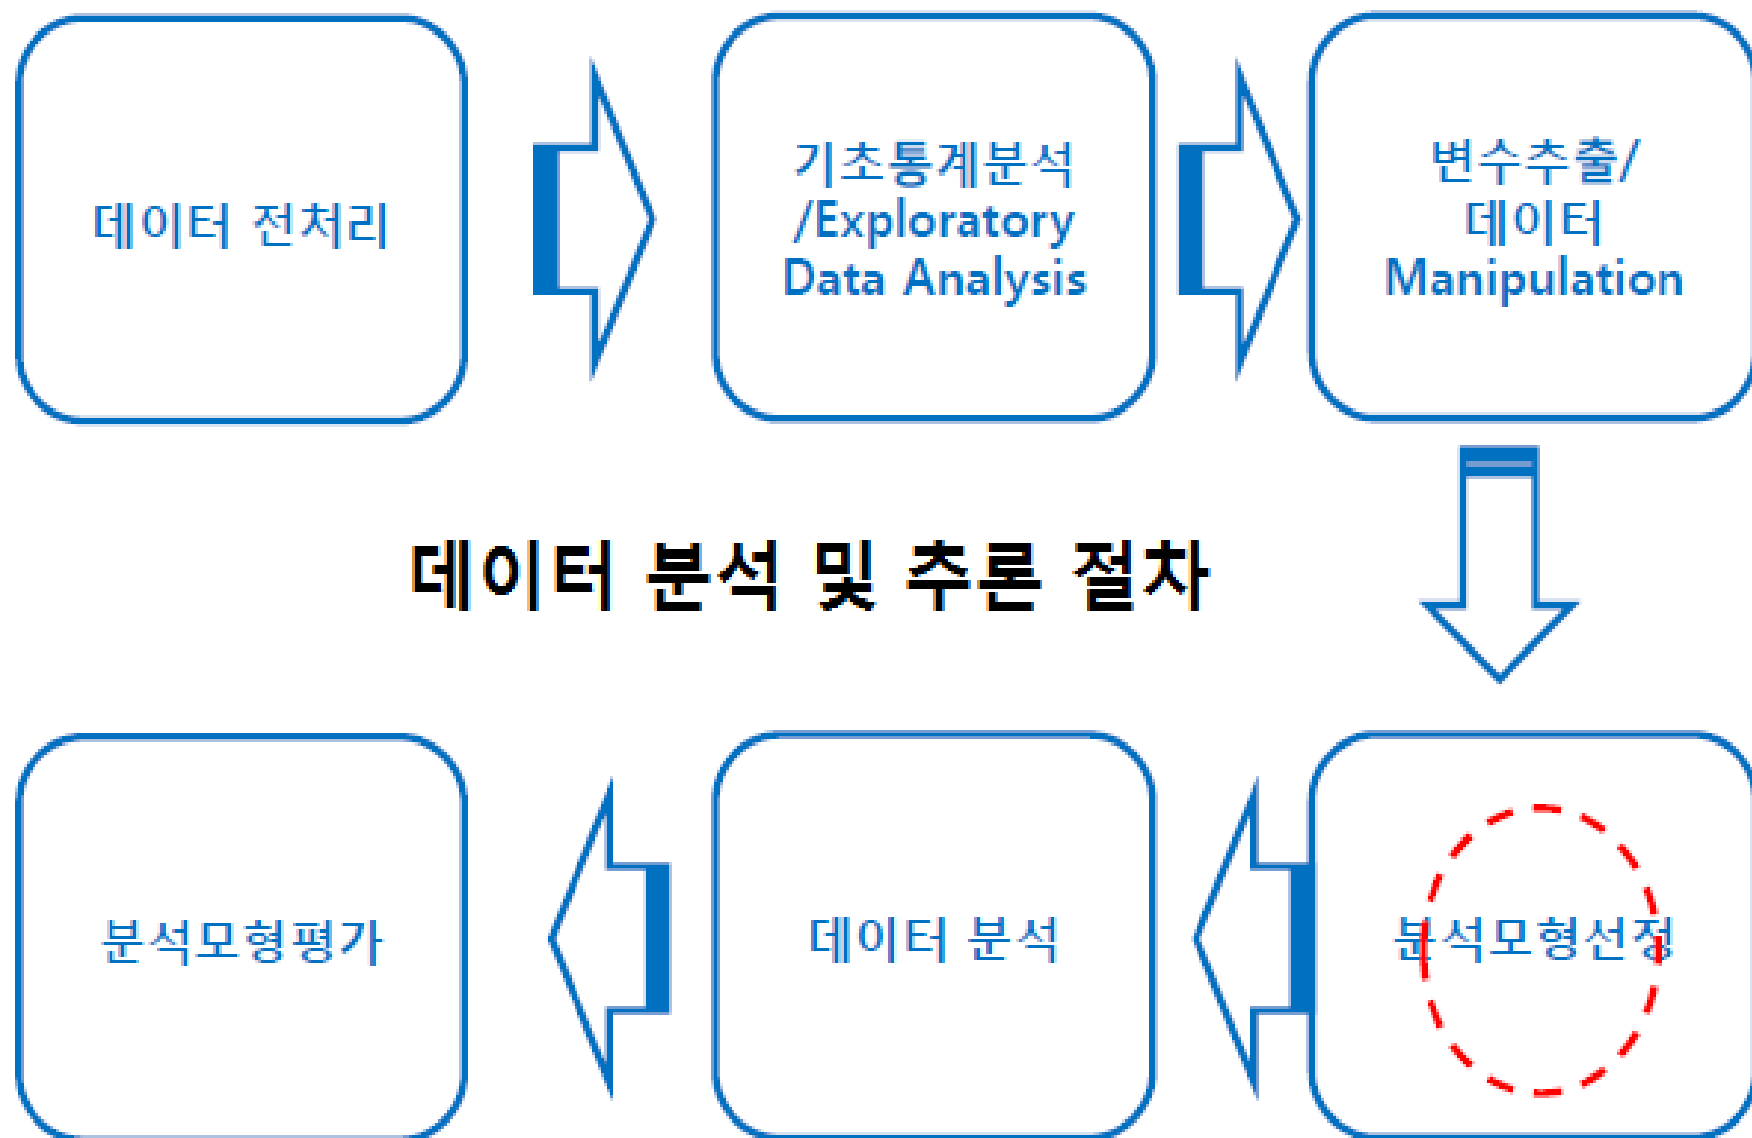 데이터 전처리
기초통계분석
/Exploratory
Data Analysis
변수추출/
데이터
Manipulation
데이터 분석 및 추론 절차
분석모형평가
데이터 분석
분석모형선정